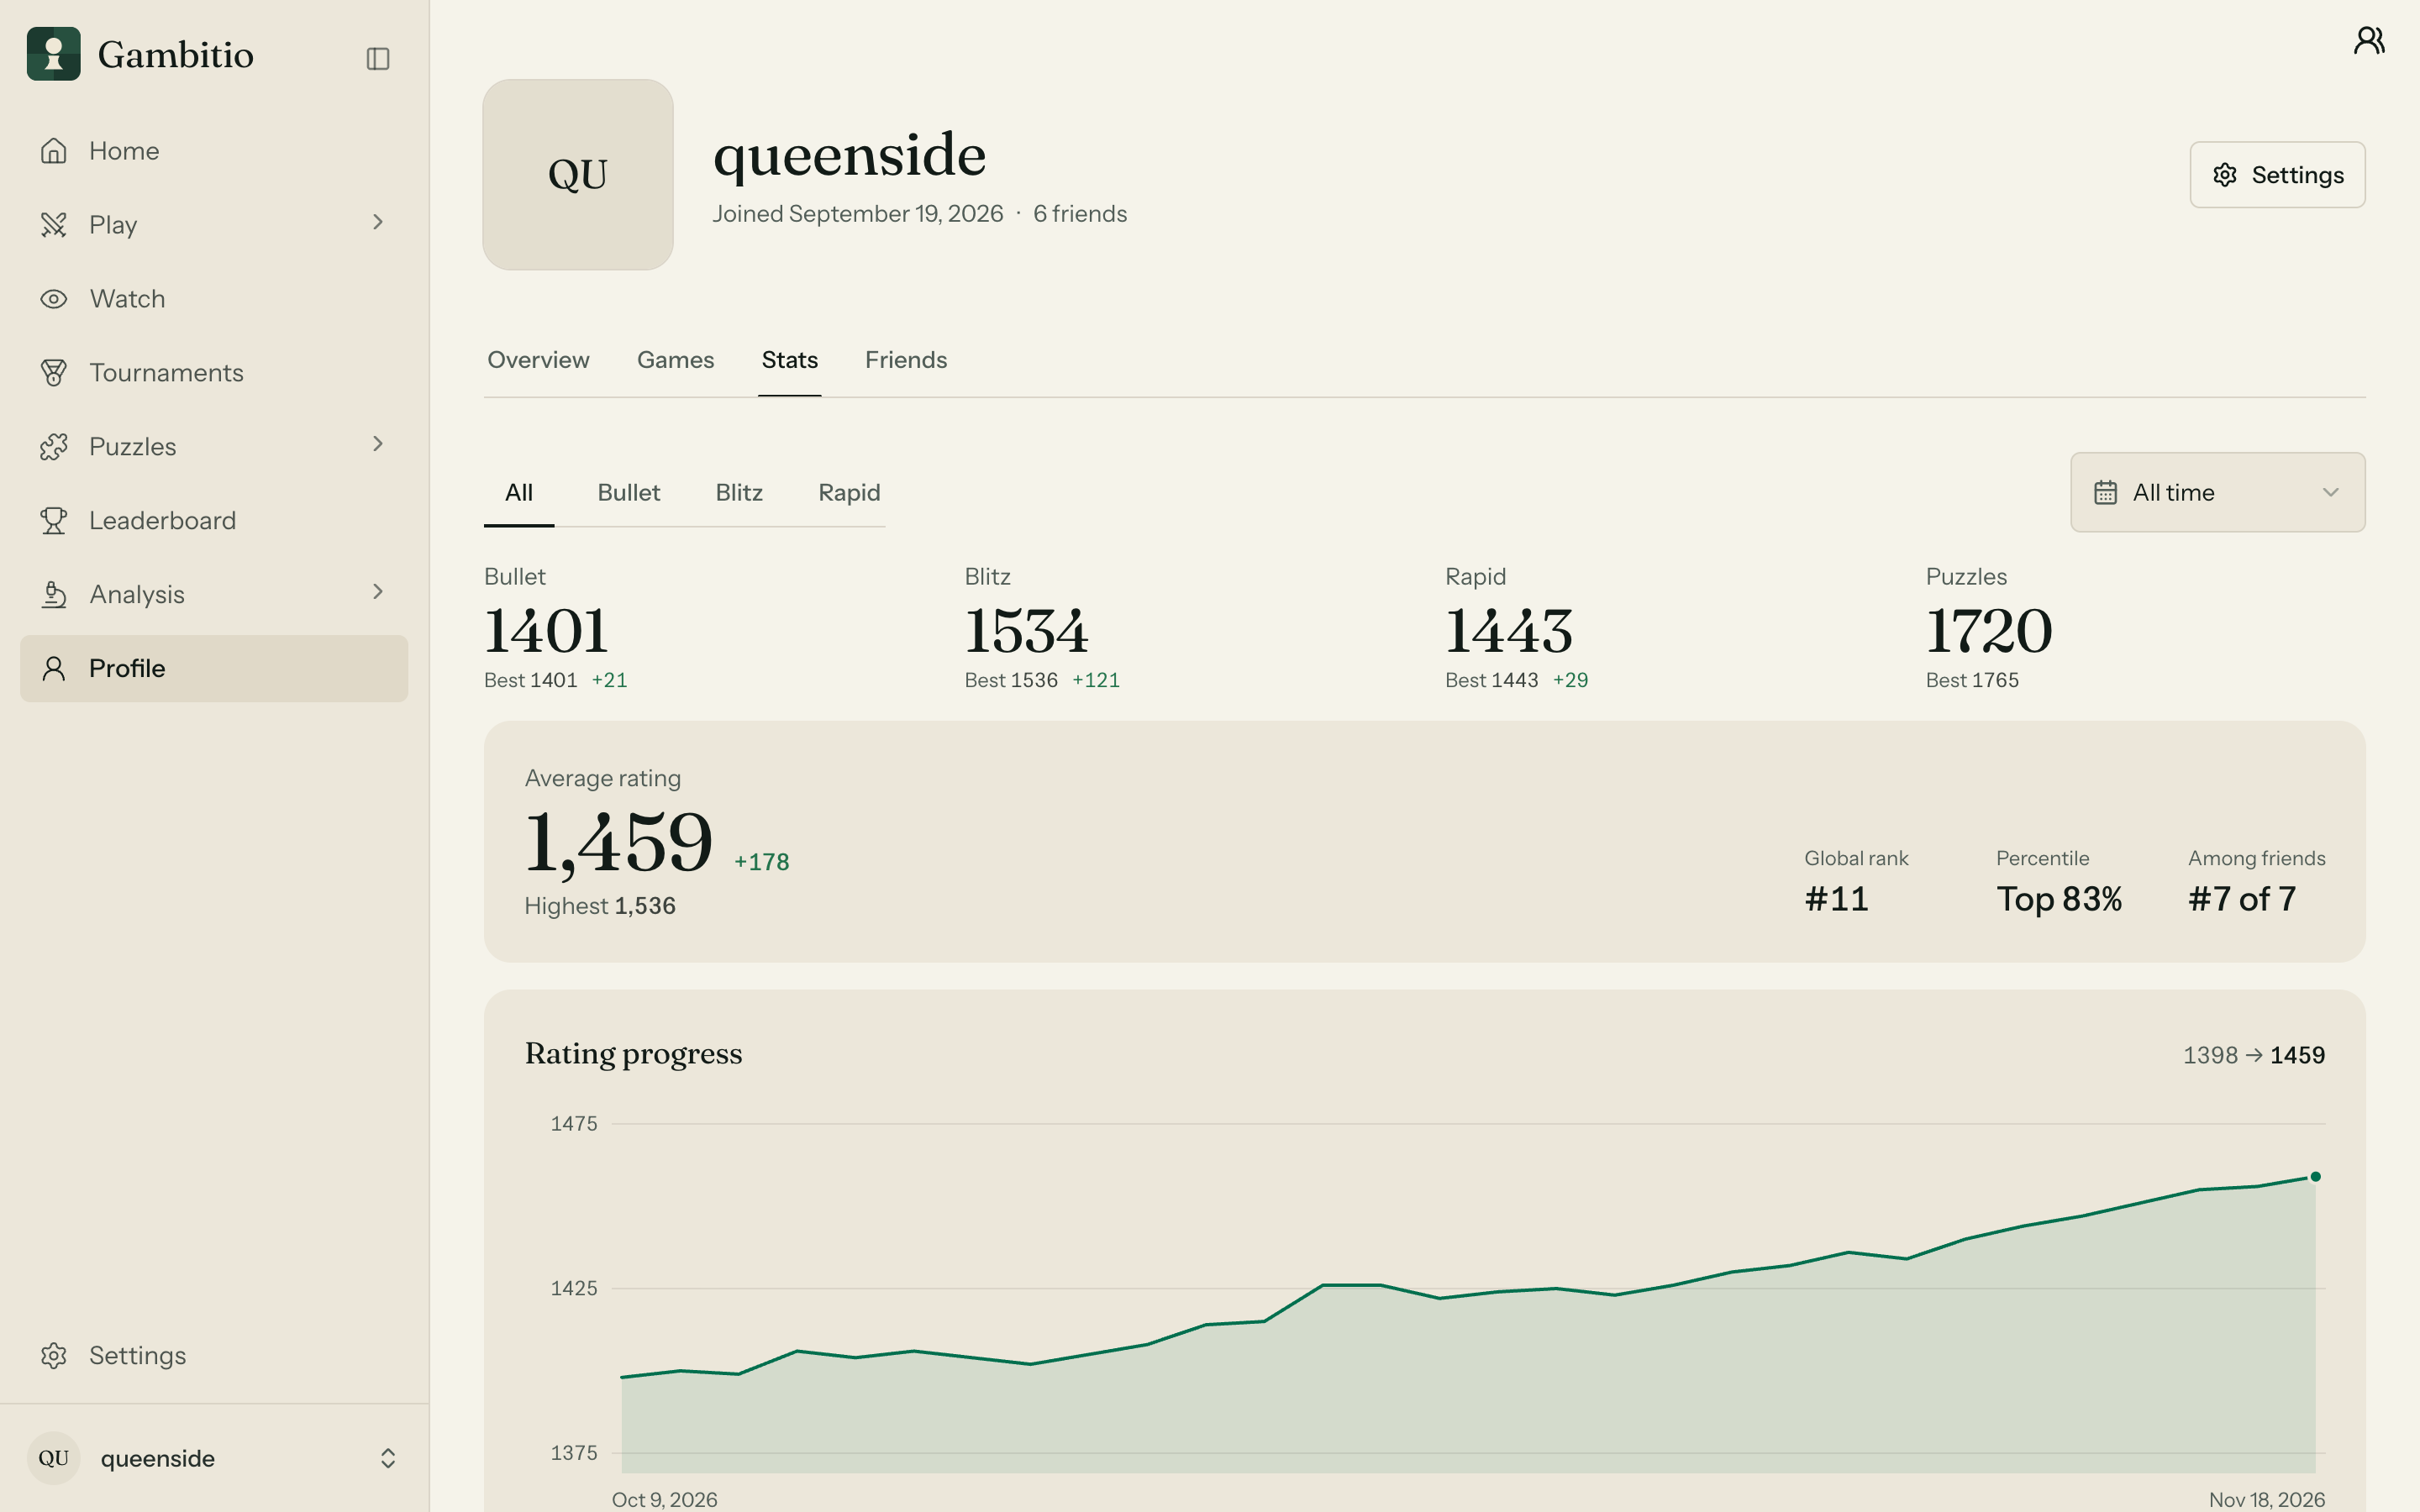 Gambitio
Home
Play
Watch
Tournaments
Puzzles
Leaderboard
Analysis
Profile
Settings
QU
queenside
QU
queenside
Joined September 19, 2026 · 6 friends
Settings
Overview
Games
Stats
Friends
All
Bullet
Blitz
Rapid
All time
Bullet
1401
Best 1401 +21
Blitz
1534
Best 1536 +121
Rapid
1443
Best 1443 +29
Puzzles
1720
Best 1765
Average rating
1,459 +178
Highest 1,536
Global rank
#11
Percentile
Top 83%
Among friends
#7 of 7
Rating progress
1398 → 1459
1475
1425
1375
Oct 9, 2026
Nov 18, 2026